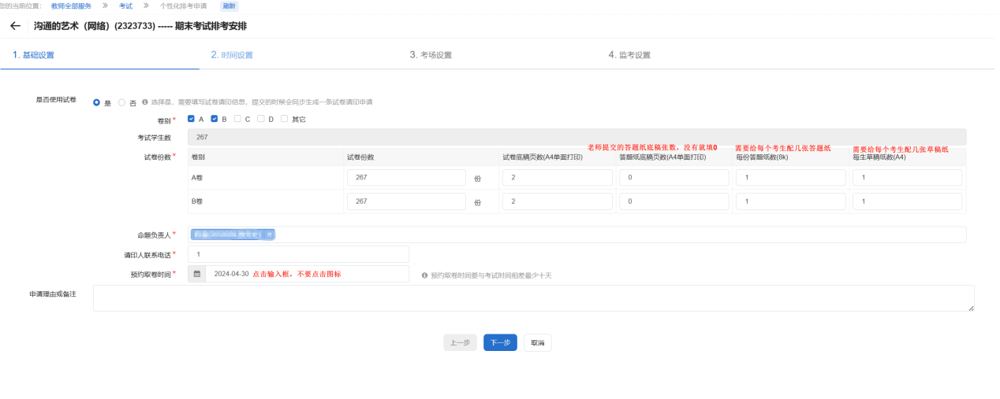 您的当前位置： 教师全部服务 》 考试 》 个性化排考申请 刷新
沟通的艺术（网络）(2323733) ----- 期末考试排考安排
1. 基础设置 2. 时间设置 3. 考场设置 4. 监考设置
是否使用试卷 是 否 选择是，需要填写试卷请印信息，提交的时候会同步生成一条试卷请印申请
卷别* A B C D 其它
考试学生数 267
老师提交的答题纸底稿张数，没有就填0 需要给每个考生配几张答题纸 需要给每个考生配几张草稿纸
试卷份数* 卷别 试卷份数 试卷底稿页数(A4单面打印) 答题纸底稿页数(A4单面打印) 每份答题纸数(8k) 每生草稿纸数(A4)
A卷 267 份 2 0 1 1
B卷 267 份 2 0 1 1
命题负责人*
请印人联系电话* 1
预约取卷时间* 2024-04-30 点击输入框，不要点击图标 预约取卷时间要与考试时间相差最少十天
申请理由或备注
上一步 下一步 取消